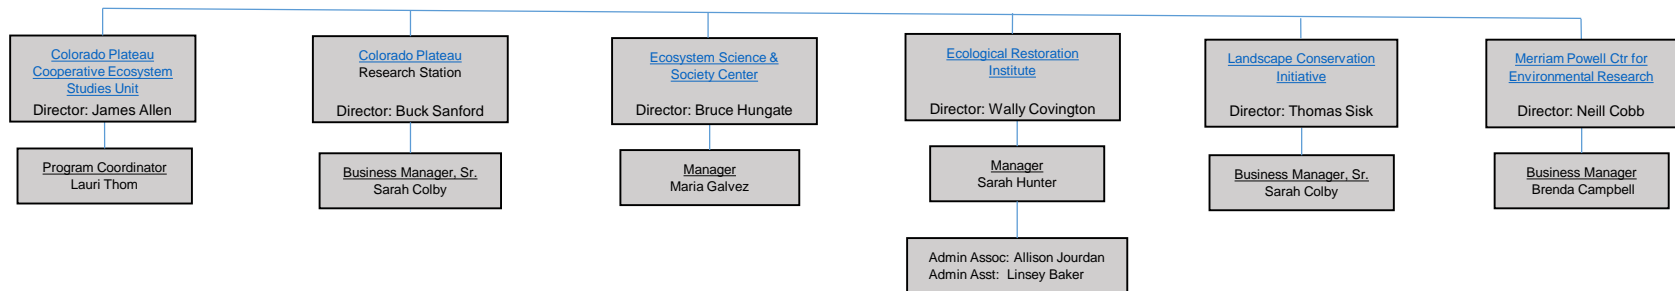 Colorado Plateau
Cooperative Ecosystem
Studies Unit
Director: James Allen
Program Coordinator
Lauri Thom
Colorado Plateau
Research Station
Director: Buck Sanford
Business Manager, Sr.
Sarah Colby
Ecosystem Science &
Society Center
Director: Bruce Hungate
Manager
Maria Galvez
Ecological Restoration
Institute
Director: Wally Covington
Manager
Sarah Hunter
Admin Assoc: Allison Jourdan
Admin Asst: Linsey Baker
Landscape Conservation
Initiative
Director: Thomas Sisk
Business Manager, Sr.
Sarah Colby
Merriam Powell Ctr for
Environmental Research
Director: Neill Cobb
Business Manager
Brenda Campbell